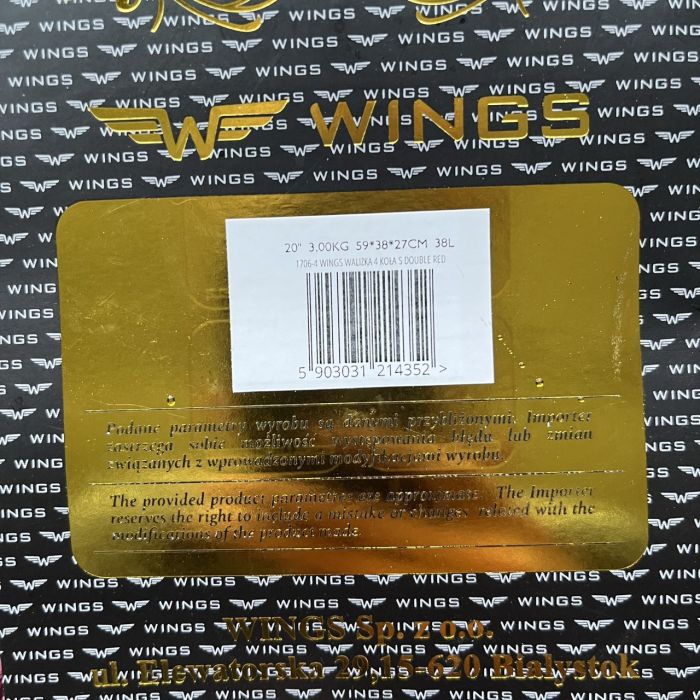 WINGS
20" 3.00KG 59*38*27CM 38L
1706-4 WINGS WALIZKA 4 KOŁA S DOUBLE RED
5 903031 214352 >
Podane parametry wyrobu są danymi przybliżonymi. Importer
zastrzega sobie możliwość występowania błędu lub zmian
związanych z wprowadzonymi modyfikacjami wyrobu.
The provided product parametres are approximate. The Importer
reserves the right to include a mistake or changes related with the
modifications of the product made.
WINGS Sp. z o.o.
ul. Elewatorska 29,15-620 Białystok